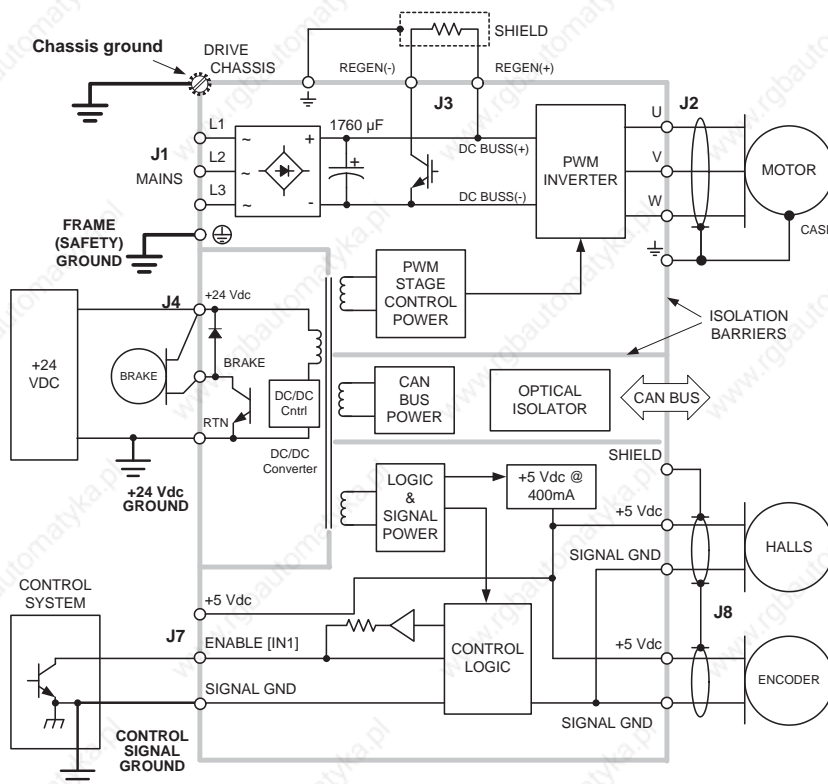 Chassis ground
DRIVE
CHASSIS
SHIELD
REGEN(-)
REGEN(+)
J3
J1
MAINS
L1
L2
L3
~
~
~
+
-
1760 µF
+
DC BUSS(+)
DC BUSS(-)
PWM
INVERTER
U
V
W
J2
MOTOR
CASE
FRAME
(SAFETY)
GROUND
J4
+24 Vdc
+24
VDC
BRAKE
BRAKE
RTN
DC/DC
Cntrl
DC/DC
Converter
+24 Vdc
GROUND
PWM
STAGE
CONTROL
POWER
ISOLATION
BARRIERS
CAN
BUS
POWER
OPTICAL
ISOLATOR
CAN BUS
LOGIC
&
SIGNAL
POWER
+5 Vdc @
400mA
SHIELD
+5 Vdc
SIGNAL GND
HALLS
J8
CONTROL
SYSTEM
J7
+5 Vdc
ENABLE [IN1]
SIGNAL GND
CONTROL
LOGIC
+5 Vdc
SIGNAL GND
ENCODER
CONTROL
SIGNAL
GROUND
www.rgbautomatyka.pl